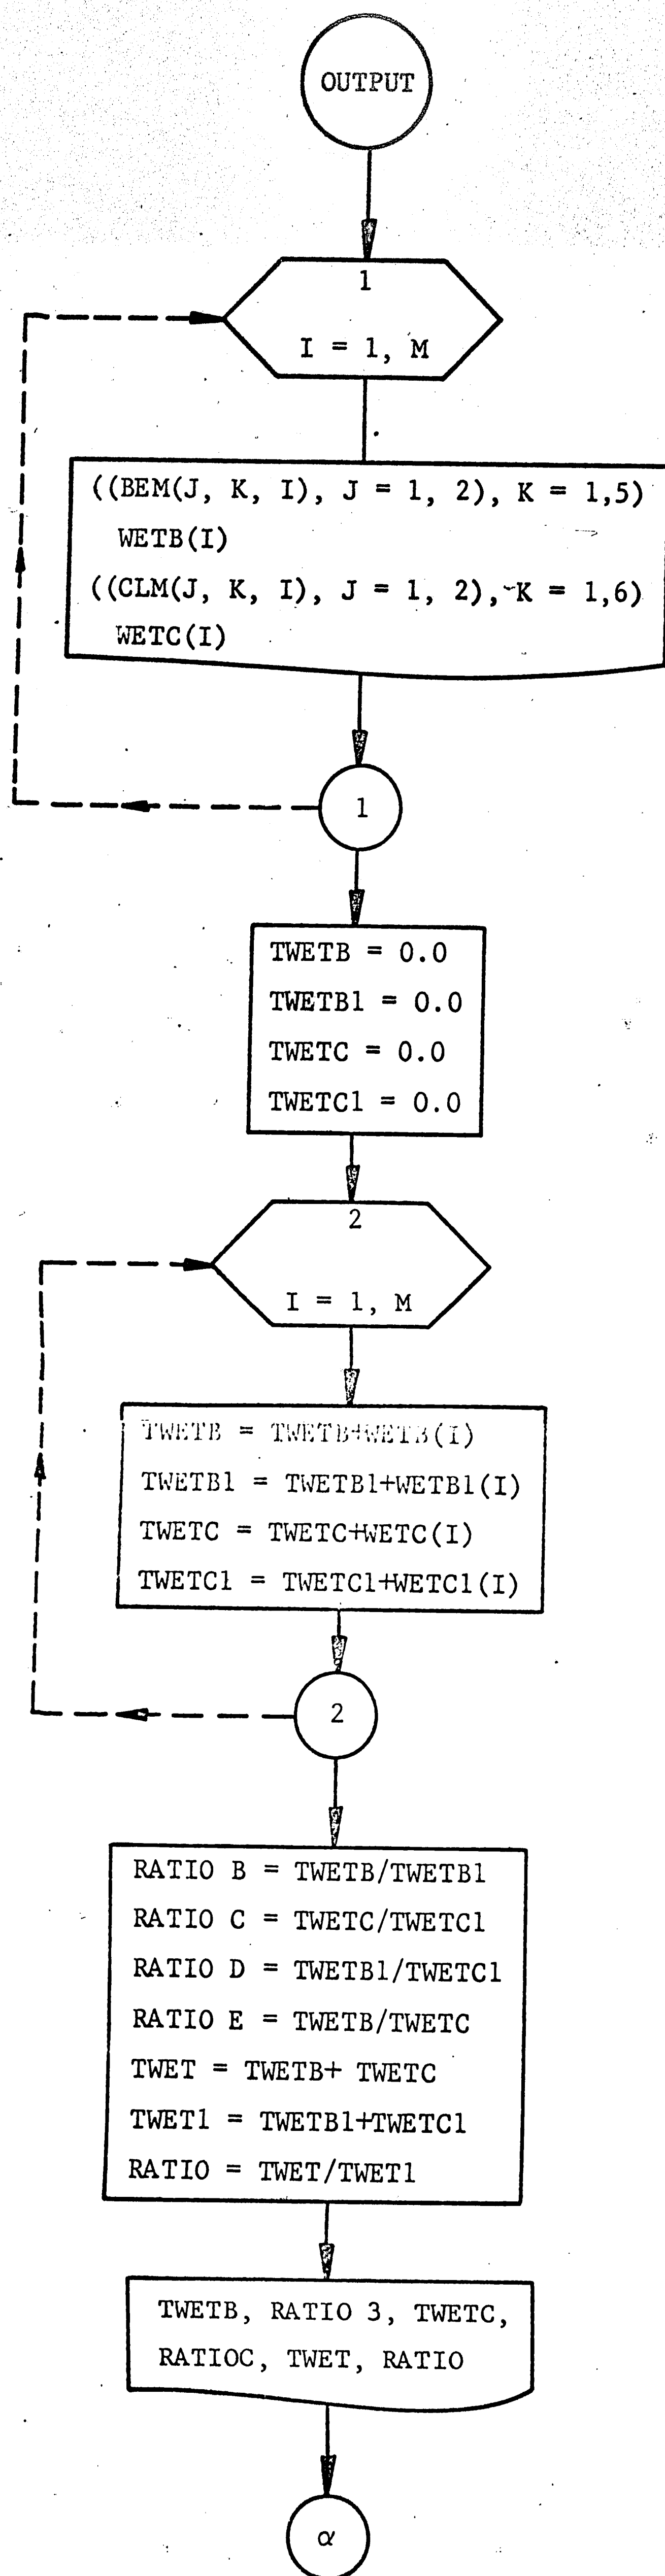 OUTPUT
1
I = 1, M
((BEM(J, K, I), J = 1, 2), K = 1,5)
WETB(I)
((CLM(J, K, I), J = 1, 2), K = 1,6)
WETC(I)
1
TWETB = 0.0
TWETB1 = 0.0
TWETC = 0.0
TWETC1 = 0.0
2
I = 1, M
TWETB = TWETB+WETB(I)
TWETB1 = TWETB1+WETB1(I)
TWETC = TWETC+WETC(I)
TWETC1 = TWETC1+WETC1(I)
2
RATIO B = TWETB/TWETB1
RATIO C = TWETC/TWETC1
RATIO D = TWETB1/TWETC1
RATIO E = TWETB/TWETC
TWET = TWETB+ TWETC
TWET1 = TWETB1+TWETC1
RATIO = TWET/TWET1
TWETB, RATIO 3, TWETC,
RATIOC, TWET, RATIO
α